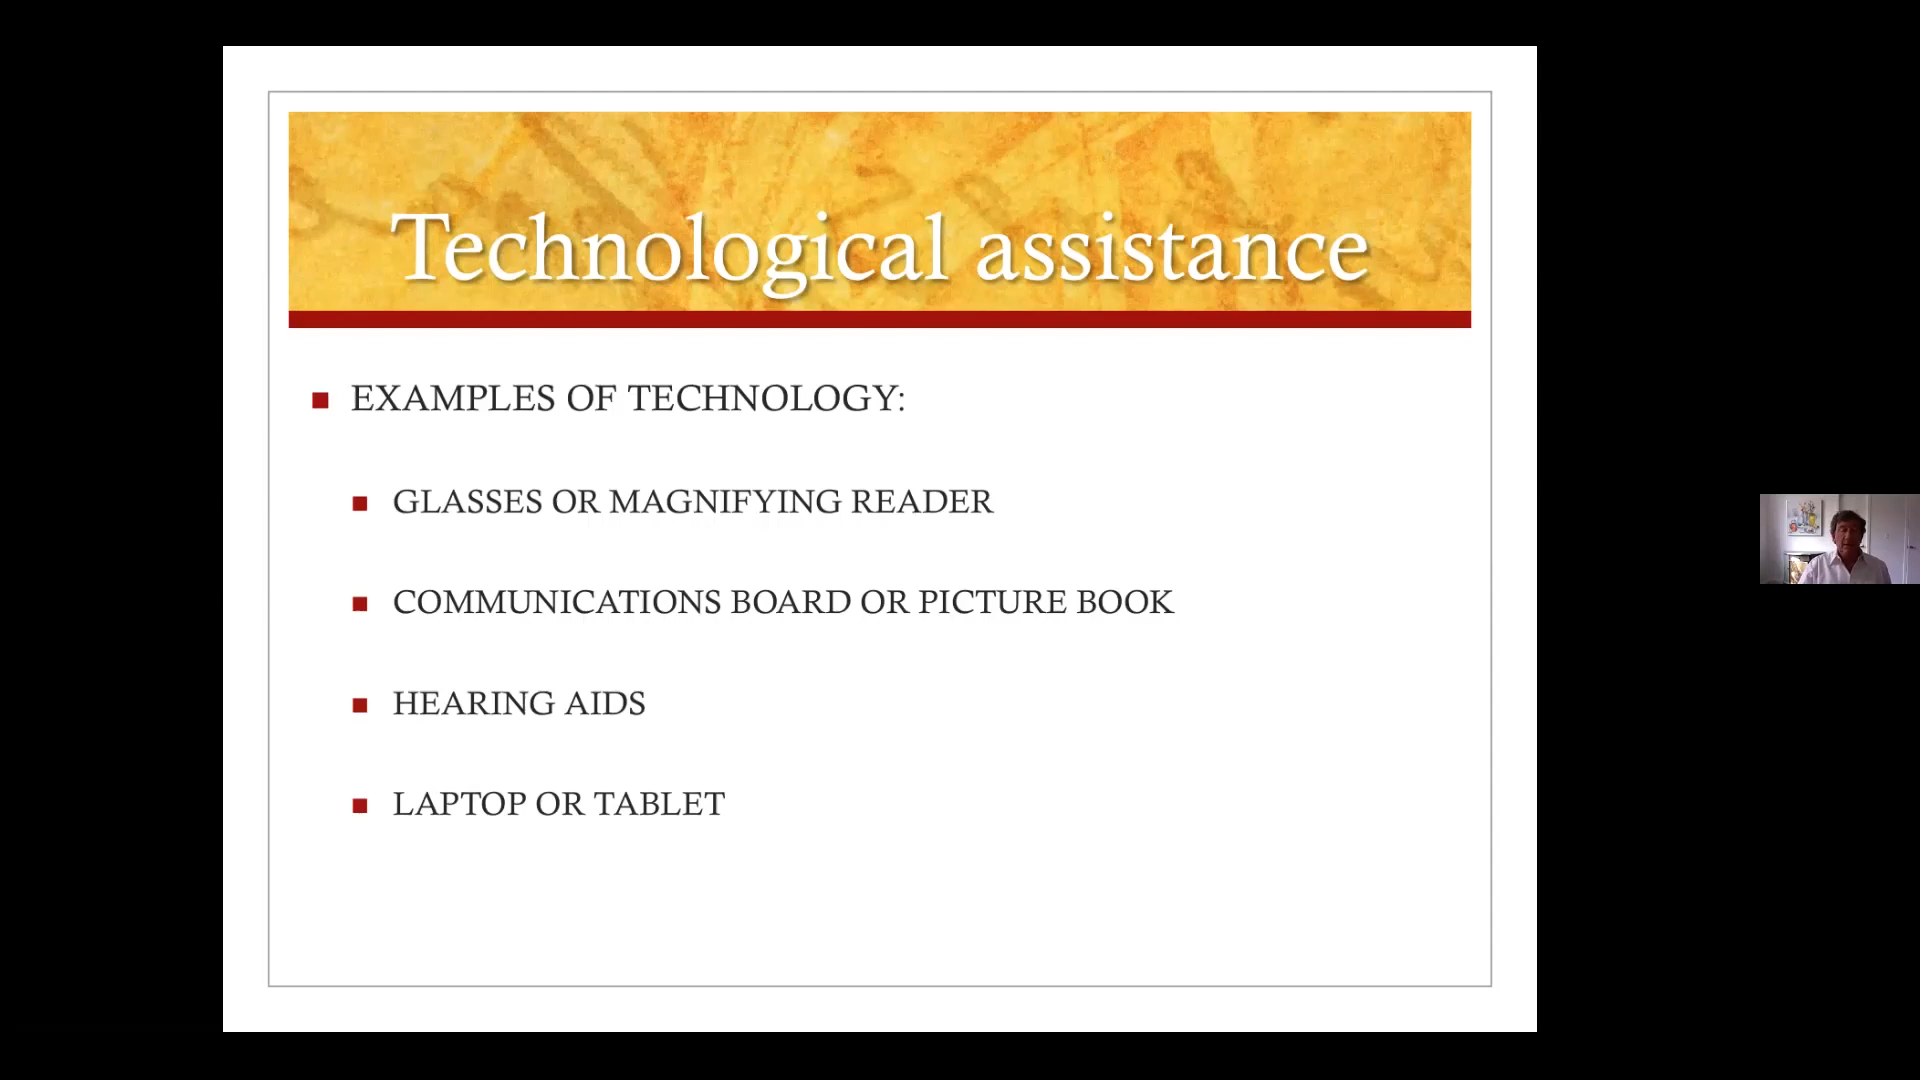 Technological assistance
EXAMPLES OF TECHNOLOGY:
GLASSES OR MAGNIFYING READER
COMMUNICATIONS BOARD OR PICTURE BOOK
HEARING AIDS
LAPTOP OR TABLET